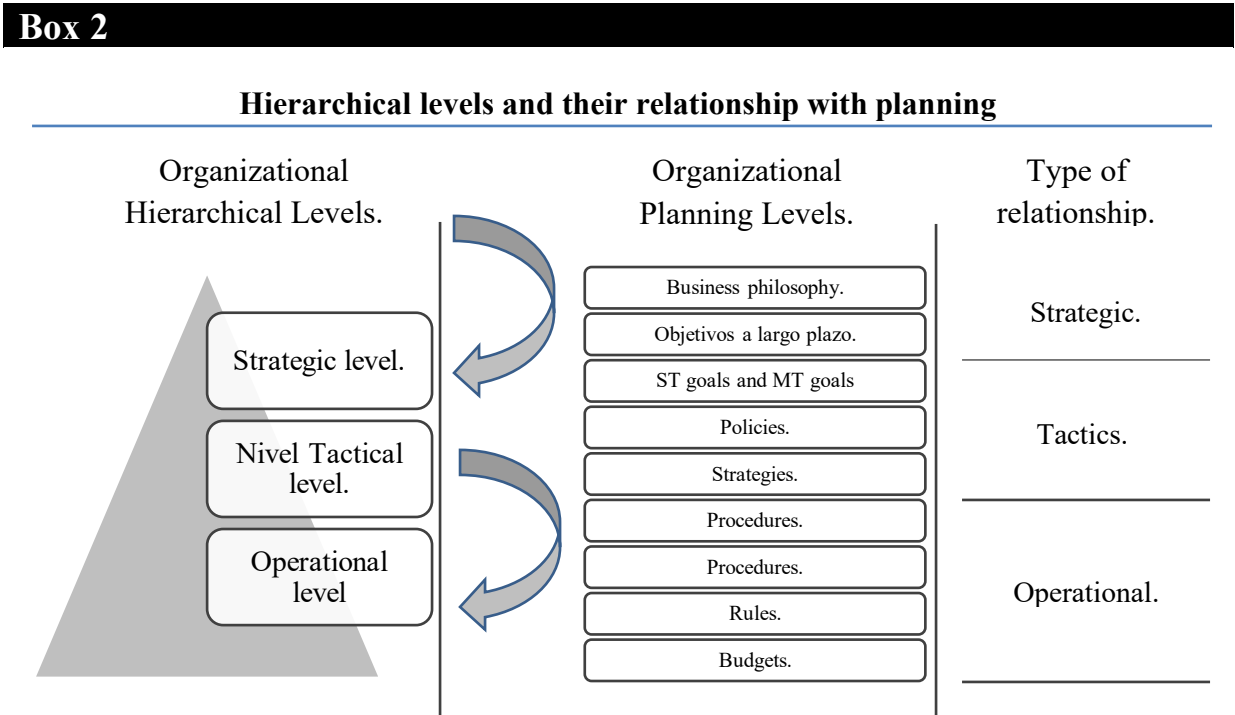 Box 2
Hierarchical levels and their relationship with planning
Organizational
Hierarchical Levels.
Organizational
Planning Levels.
Type of
relationship.
Strategic level.
Nivel Tactical
level.
Operational
level
Business philosophy.
Objetivos a largo plazo.
ST goals and MT goals
Policies.
Strategies.
Procedures.
Procedures.
Rules.
Budgets.
Strategic.
Tactics.
Operational.